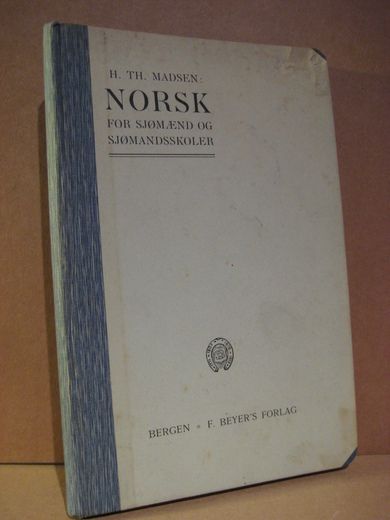 H. TH. MADSEN:
NORSK
FOR SJØMÆND OG
SJØMANDSSKOLER
BERGEN * F. BEYER'S FORLAG